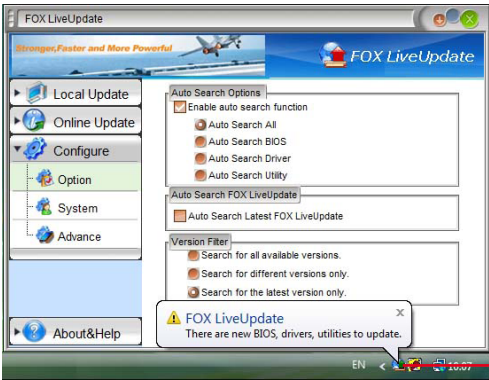 FOX LiveUpdate
Stronger,Faster and More Powerful
FOX LiveUpdate
Local Update
Online Update
Configure
Option
System
Advance
About&Help
Auto Search Options
Enable auto search function
Auto Search All
Auto Search BIOS
Auto Search Driver
Auto Search Utility
Auto Search FOX LiveUpdate
Auto Search Latest FOX LiveUpdate
Version Filter
Search for all available versions.
Search for different versions only.
Search for the latest version only.
FOX LiveUpdate
There are new BIOS, drivers, utilities to update.
EN